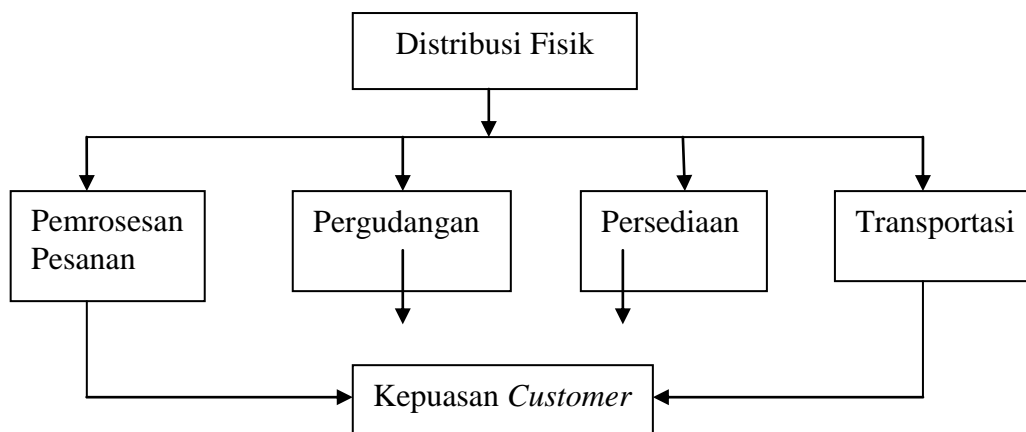 Distribusi Fisik
Pemrosesan
Pesanan
Pergudangan
Persediaan
Transportasi
Kepuasan Customer